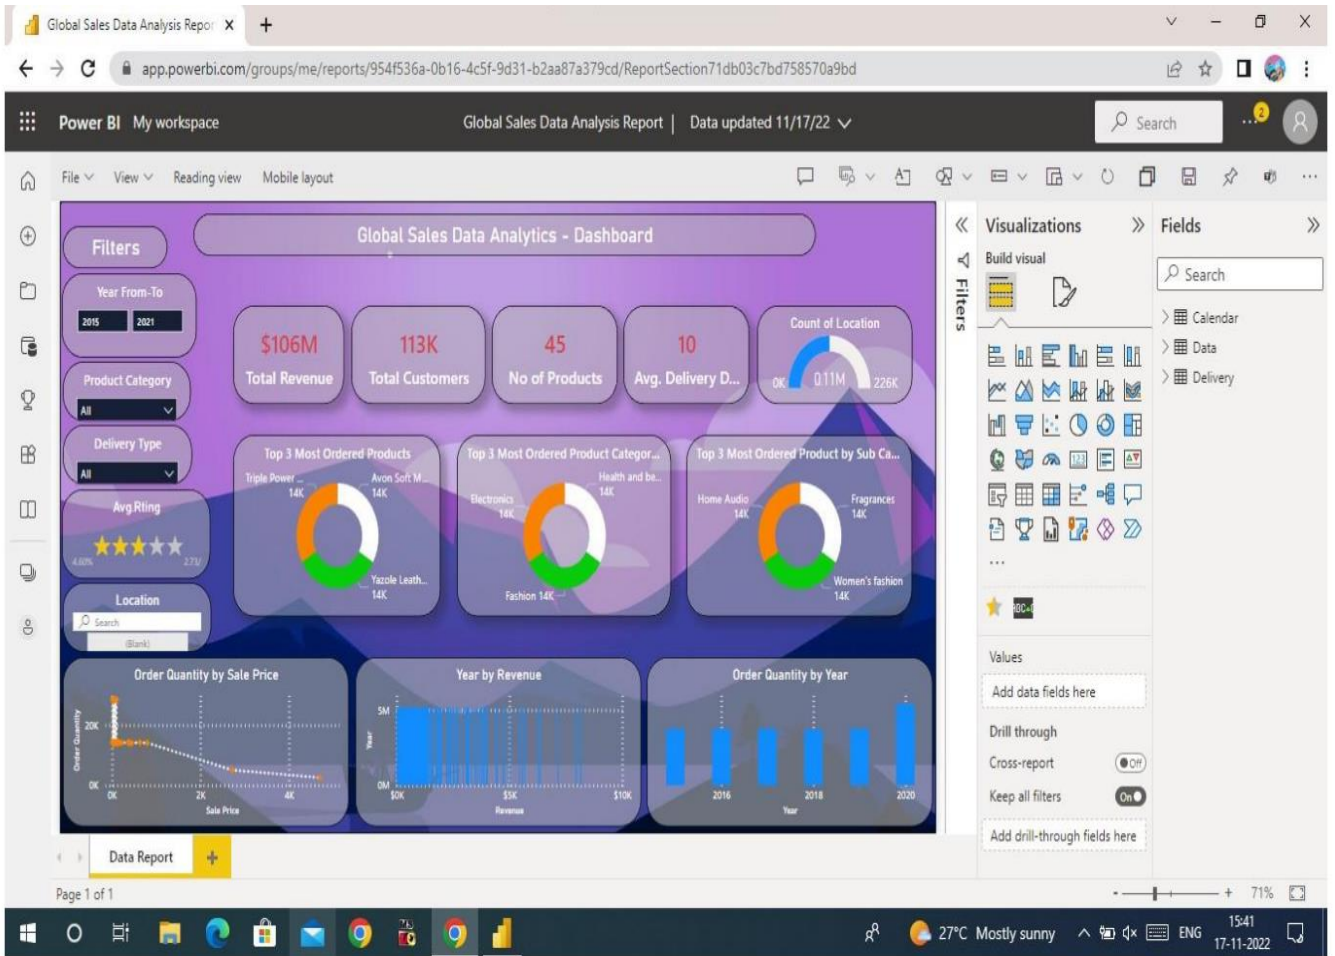 Global Sales Data Analysis Repor
app.powerbi.com/groups/me/reports/954f536a-0b16-4c5f-9d31-b2aa87a379cd/ReportSection71db03c7bd758570a9bd
Power BI My workspace
Global Sales Data Analysis Report | Data updated 11/17/22
Search
2
File View Reading view Mobile layout
Filters
Global Sales Data Analytics - Dashboard
Year From-To
2015 2021
Product Category
All
Delivery Type
All
Avg.Rting
Location
Search
(Blank)
$106M
Total Revenue
113K
Total Customers
45
No of Products
10
Avg. Delivery D...
Count of Location
0K 0.11M 226K
Top 3 Most Ordered Products
Triple Power ...
14K
Avon Soft M...
14K
Yazole Leath...
14K
Top 3 Most Ordered Product Categor...
Electronics
14K
Health and be...
14K
Fashion 14K
Top 3 Most Ordered Product by Sub Ca...
Home Audio
14K
Fragrances
14K
Women's fashion
14K
Order Quantity by Sale Price
Order Quantity
20K
0K
0K 2K 4K
Sale Price
Year by Revenue
Year
5M
0M
$0K $5K $10K
Revenue
Order Quantity by Year
2016 2018 2020
Year
Filters
Visualizations
Build visual
Values
Add data fields here
Drill through
Cross-report Off
Keep all filters On
Add drill-through fields here
Fields
Search
Calendar
Data
Delivery
Data Report
Page 1 of 1
71%
27°C Mostly sunny
ENG
15:41
17-11-2022